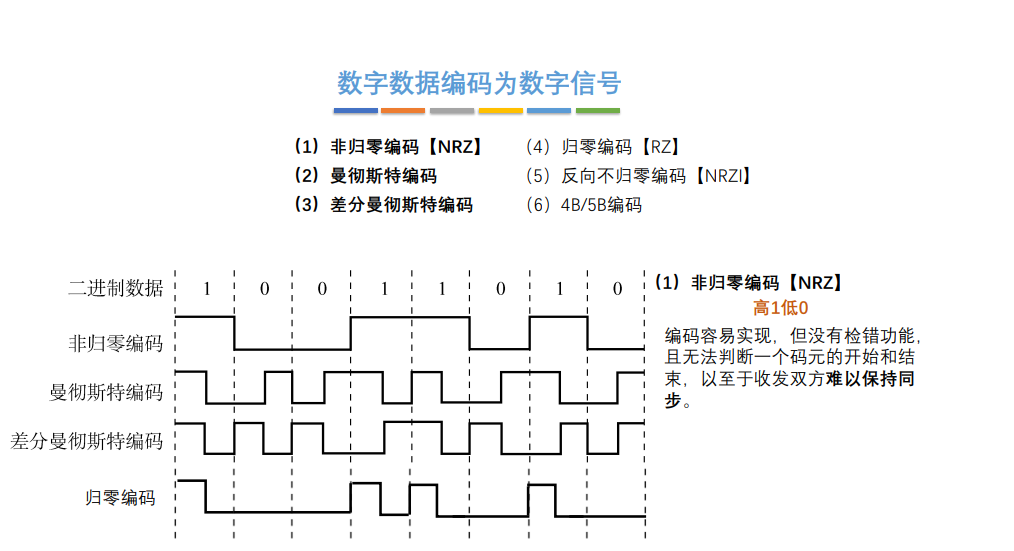 数字数据编码为数字信号
（1）非归零编码【NRZ】
（2）曼彻斯特编码
（3）差分曼彻斯特编码
（4）归零编码【RZ】
（5）反向不归零编码【NRZI】
（6）4B/5B编码
二进制数据 1 0 0 1 1 0 1 0
非归零编码
曼彻斯特编码
差分曼彻斯特编码
归零编码
（1）非归零编码【NRZ】
高1低0
编码容易实现，但没有检错功能，
且无法判断一个码元的开始和结
束，以至于收发双方难以保持同
步。